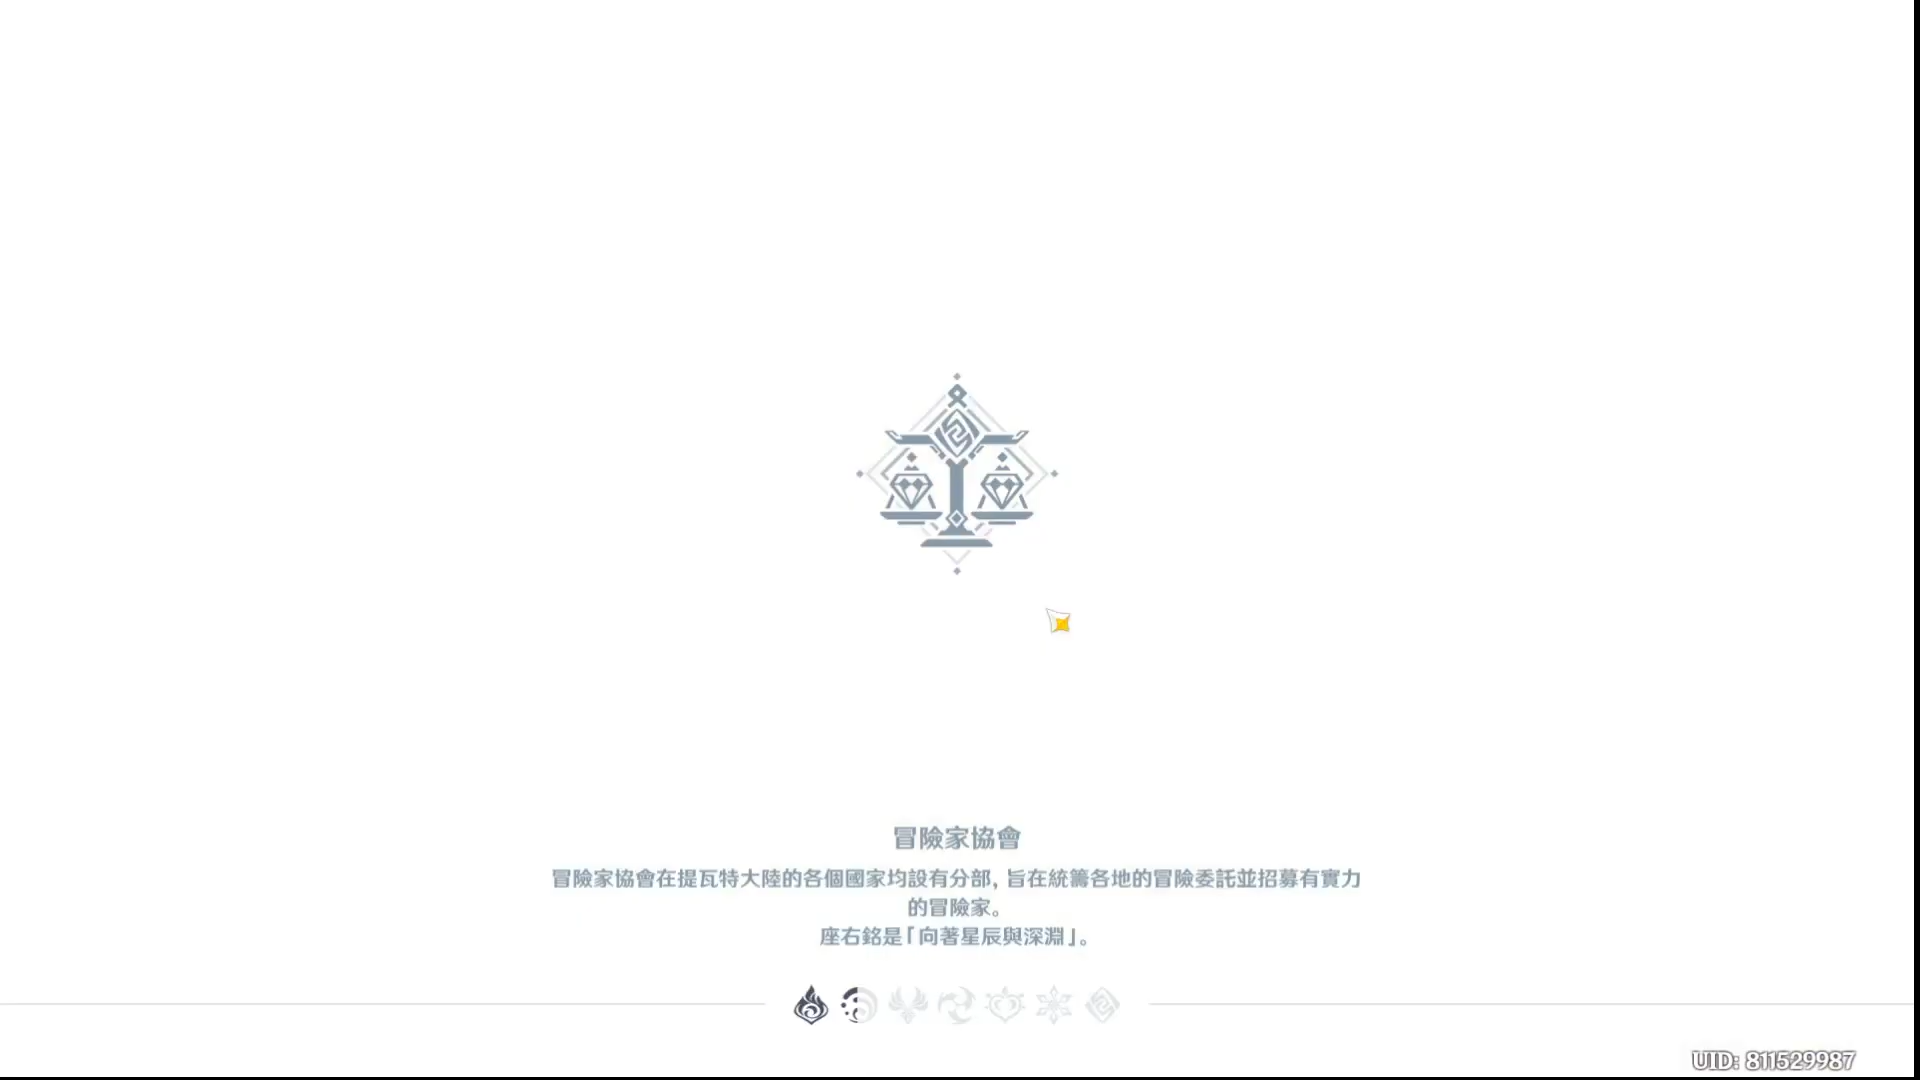 冒險家協會
冒險家協會在提瓦特大陸的各個國家均設有分部，旨在統籌各地的冒險委託並招募有實力
的冒險家。
座右銘是「向著星辰與深淵」。
UID: 811529987